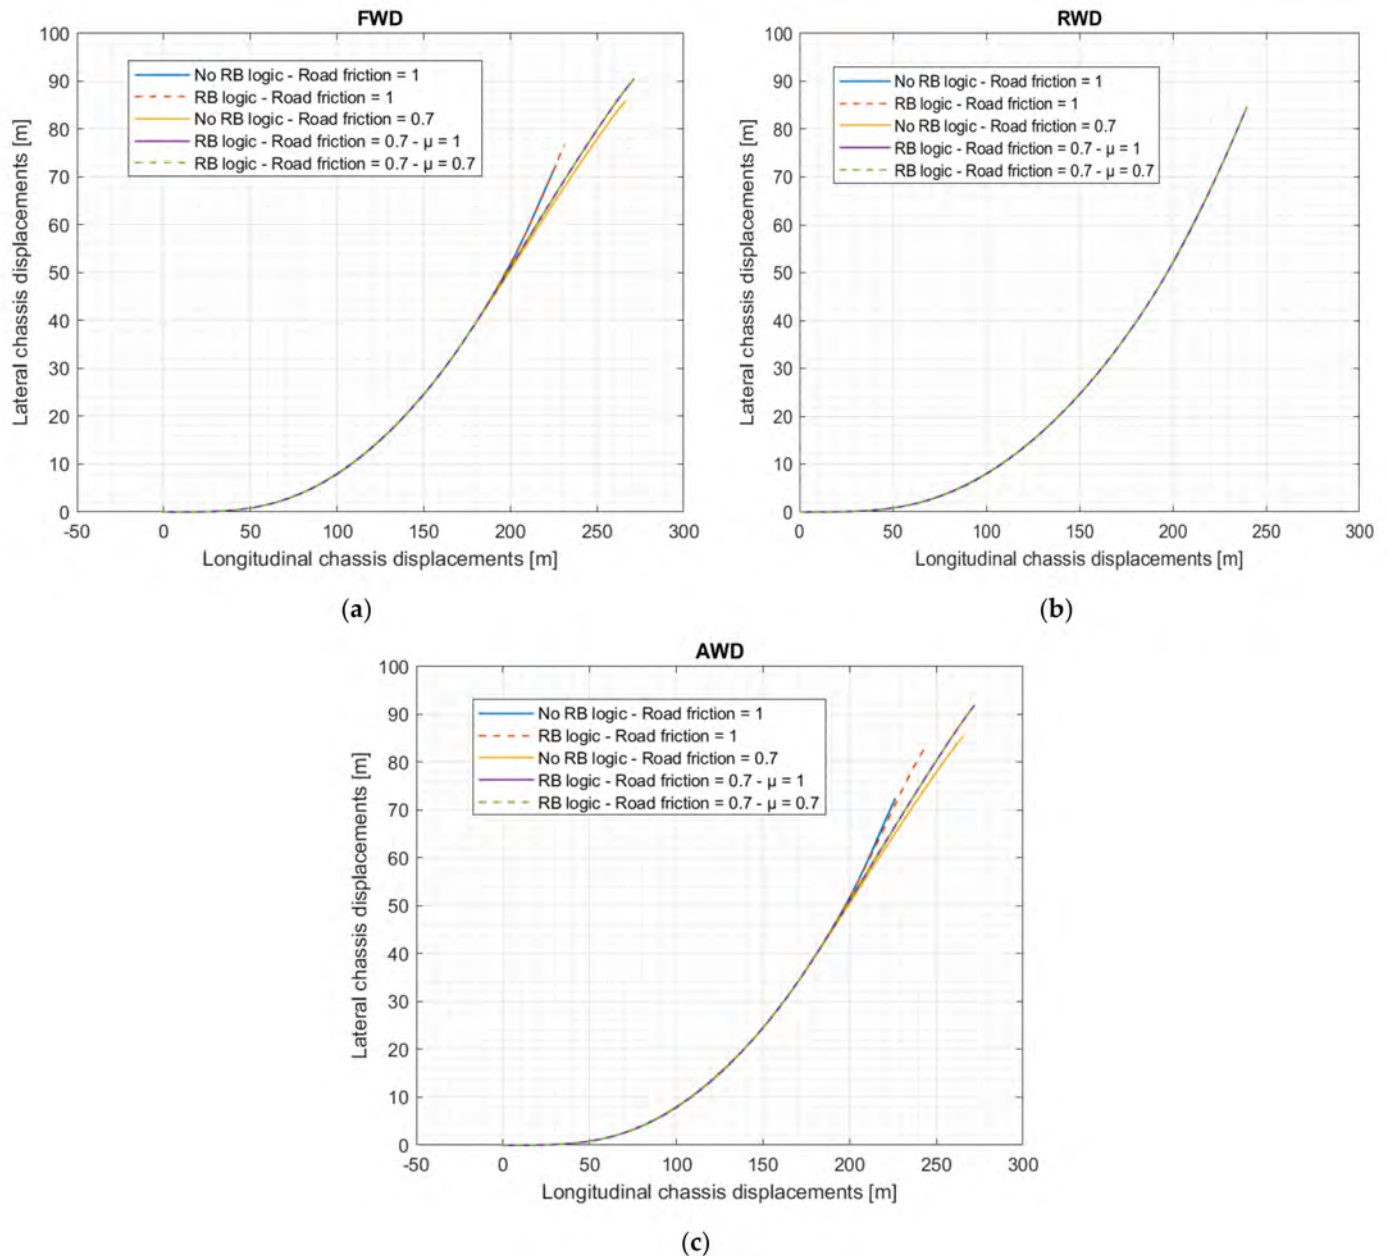 FWD
100
90
80
70
60
50
40
30
20
10
0
Lateral chassis displacements [m]
No RB logic - Road friction = 1
RB logic - Road friction = 1
No RB logic - Road friction = 0.7
RB logic - Road friction = 0.7 - μ = 1
RB logic - Road friction = 0.7 - μ = 0.7
-50 0 50 100 150 200 250 300
Longitudinal chassis displacements [m]
(a)
RWD
100
90
80
70
60
50
40
30
20
10
0
Lateral chassis displacements [m]
No RB logic - Road friction = 1
RB logic - Road friction = 1
No RB logic - Road friction = 0.7
RB logic - Road friction = 0.7 - μ = 1
RB logic - Road friction = 0.7 - μ = 0.7
0 50 100 150 200 250 300
Longitudinal chassis displacements [m]
(b)
AWD
100
90
80
70
60
50
40
30
20
10
0
Lateral chassis displacements [m]
No RB logic - Road friction = 1
RB logic - Road friction = 1
No RB logic - Road friction = 0.7
RB logic - Road friction = 0.7 - μ = 1
RB logic - Road friction = 0.7 - μ = 0.7
-50 0 50 100 150 200 250 300
Longitudinal chassis displacements [m]
(c)